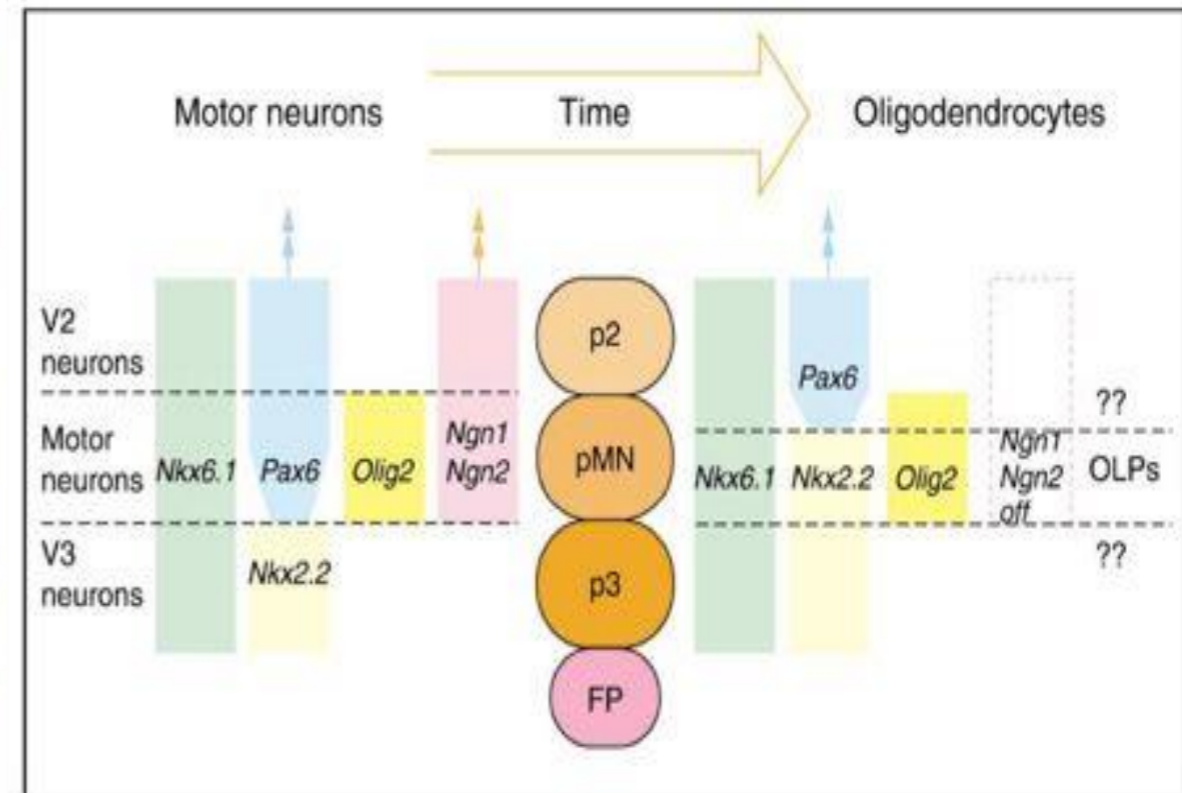 Motor neurons
Time
Oligodendrocytes
V2
neurons
Motor
neurons
V3
neurons
Nkx6.1
Pax6
Nkx2.2
Olig2
Ngn1
Ngn2
p2
pMN
p3
FP
Nkx6.1
Pax6
Nkx2.2
Olig2
Ngn1
Ngn2
off
??
OLPs
??